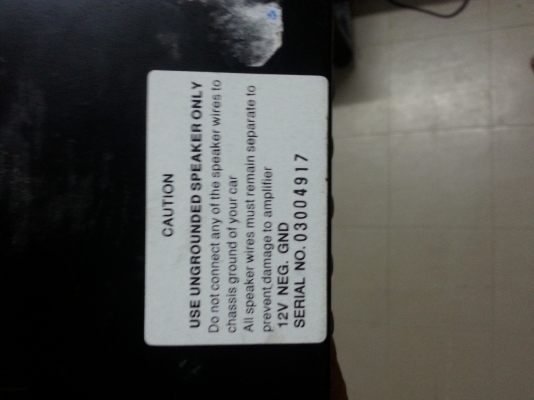 CAUTION
USE UNGROUNDED SPEAKER ONLY
Do not connect any of the speaker wires to
chassis ground of your car
All speaker wires must remain separate to
prevent damage to amplifier
12V NEG. GND
SERIAL NO. 03004917